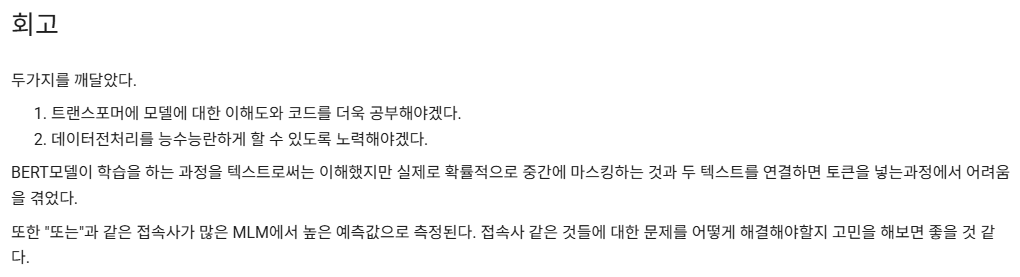 회고
두가지를 깨달았다.
1. 트랜스포머에 모델에 대한 이해도와 코드를 더욱 공부해야겠다.
2. 데이터전처리를 능수능란하게 할 수 있도록 노력해야겠다.
BERT모델이 학습을 하는 과정을 텍스트로써는 이해했지만 실제로 확률적으로 중간에 마스킹하는 것과 두 텍스트를 연결하면 토큰을 넣는과정에서 어려움
을 겪었다.
또한 "또는"과 같은 접속사가 많은 MLM에서 높은 예측값으로 측정된다. 접속사 같은 것들에 대한 문제를 어떻게 해결해야할지 고민을 해보면 좋을 것 같
다.